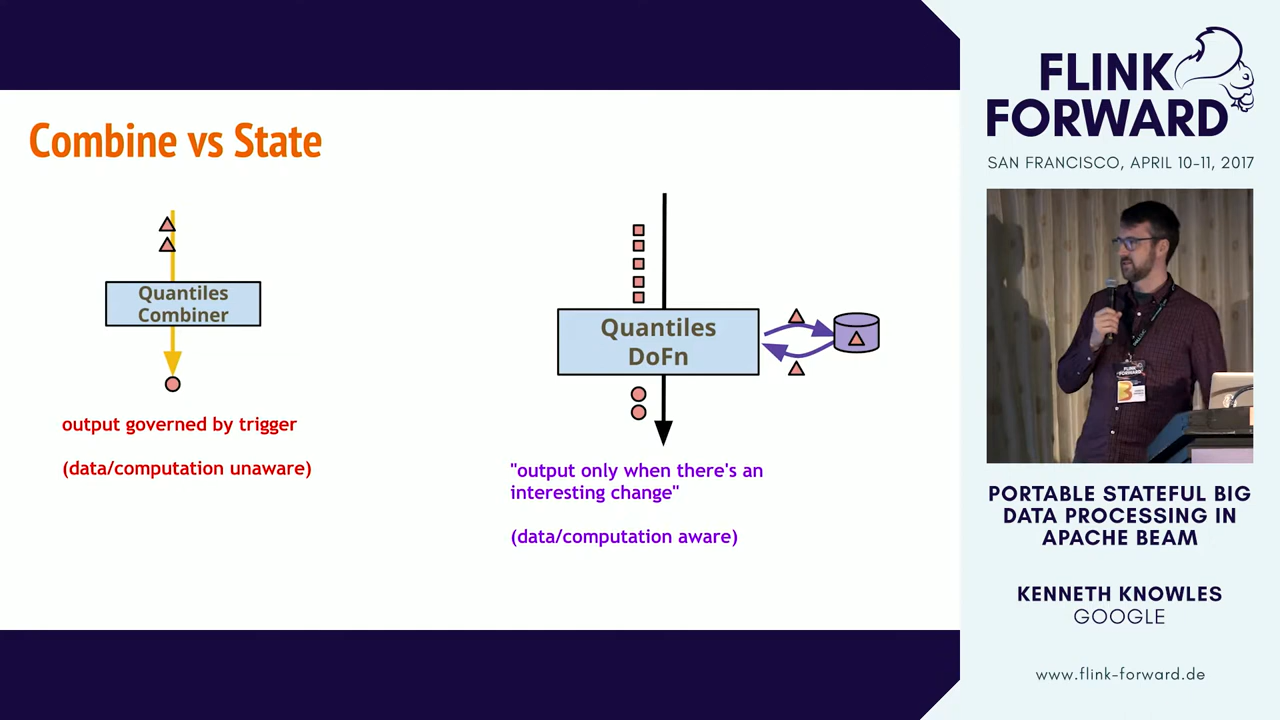 Combine vs State
Quantiles
Combiner
output governed by trigger
(data/computation unaware)
Quantiles
DoFn
"output only when there's an
interesting change"
(data/computation aware)
FLINK
FORWARD
SAN FRANCISCO, APRIL 10-11, 2017
FLINK
FORWARD
PORTABLE STATEFUL BIG
DATA PROCESSING IN
APACHE BEAM
KENNETH KNOWLES
GOOGLE
www.flink-forward.de